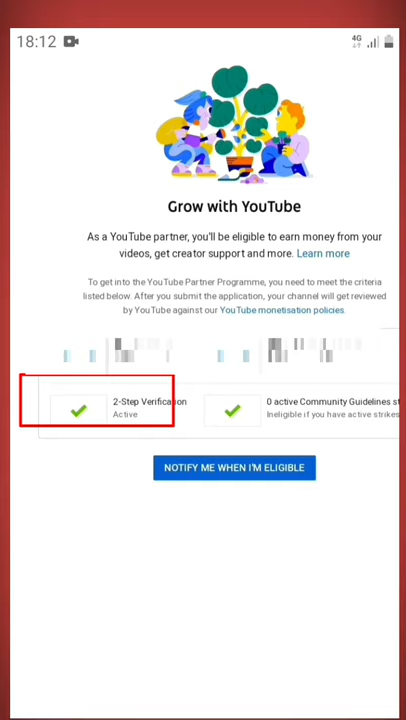 18:12
4G
Grow with YouTube
As a YouTube partner, you'll be eligible to earn money from your
videos, get creator support and more. Learn more
To get into the YouTube Partner Programme, you need to meet the criteria
listed below. After you submit the application, your channel will get reviewed
by YouTube against our YouTube monetisation policies.
2-Step Verification
Active
0 active Community Guidelines st
Ineligible if you have active strikes
NOTIFY ME WHEN I'M ELIGIBLE